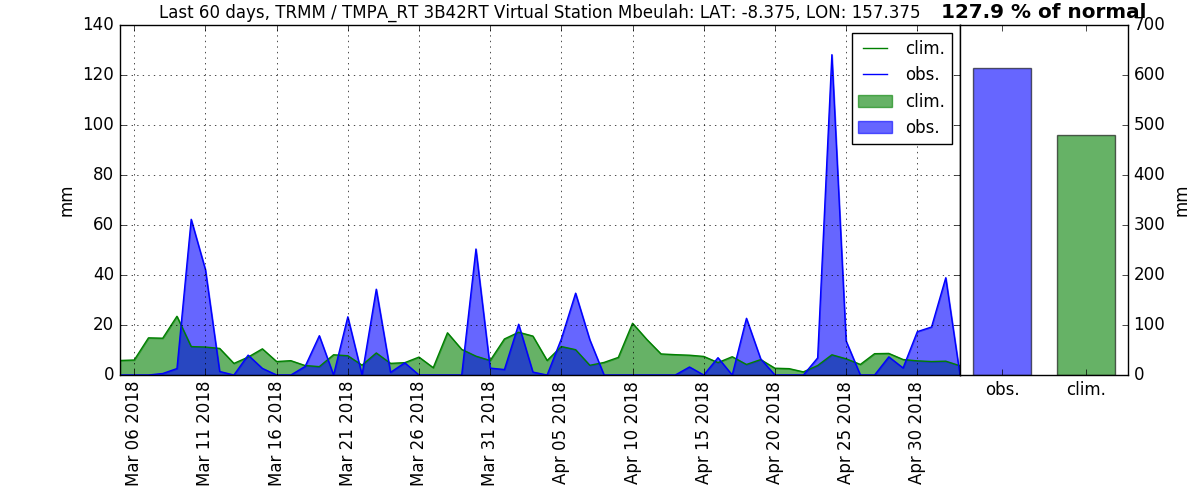 Last 60 days, TRMM / TMPA_RT 3B42RT Virtual Station Mbeulah: LAT: -8.375, LON: 157.375
127.9 % of normal
140
120
100
80
60
40
20
0
mm
clim.
obs.
clim.
obs.
700
600
500
400
300
200
100
0
mm
obs.
clim.
Mar 06 2018
Mar 11 2018
Mar 16 2018
Mar 21 2018
Mar 26 2018
Mar 31 2018
Apr 05 2018
Apr 10 2018
Apr 15 2018
Apr 20 2018
Apr 25 2018
Apr 30 2018